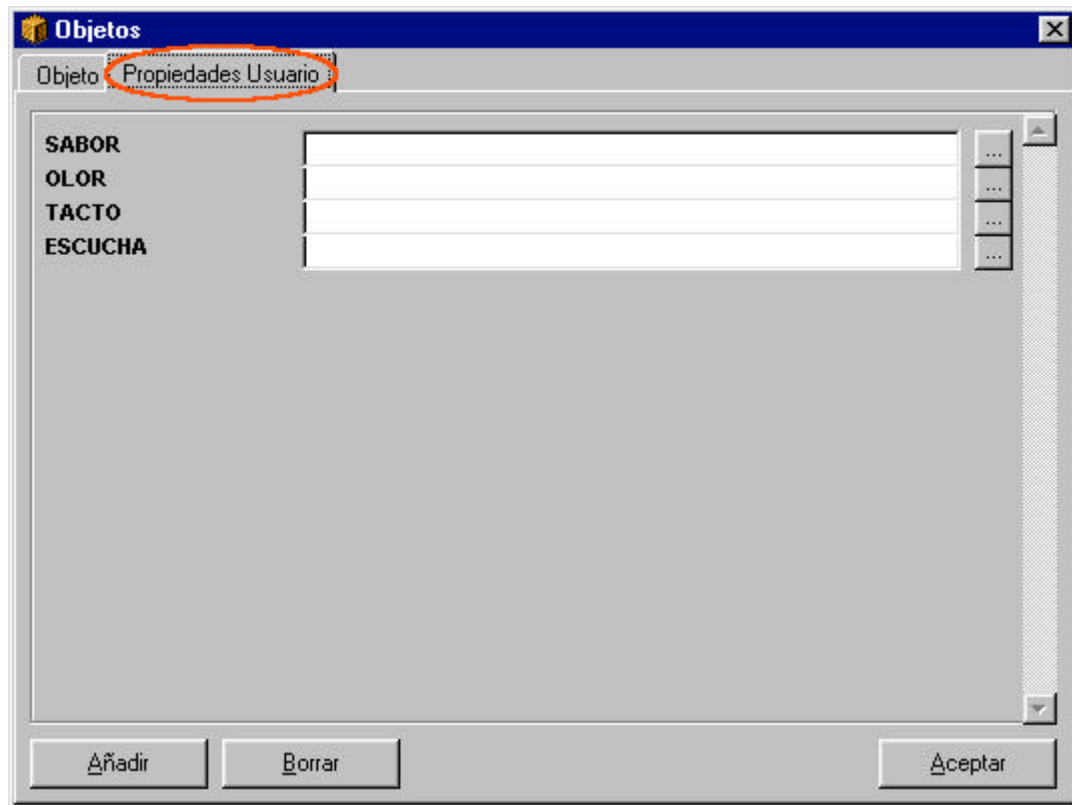 Objetos
Objeto Propiedades Usuario
SABOR ...
OLOR ...
TACTO ...
ESCUCHA ...
Añadir Borrar Aceptar